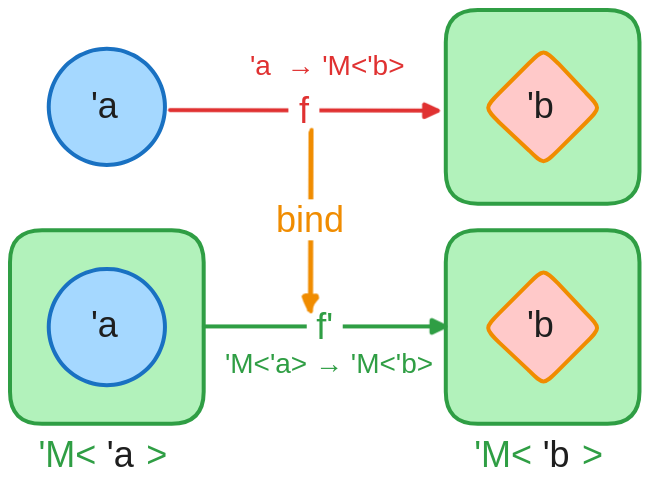 'a → 'M<'b>
'a
f
'b
bind
'a
f'
'b
'M<'a> → 'M<'b>
'M< 'a >
'M< 'b >